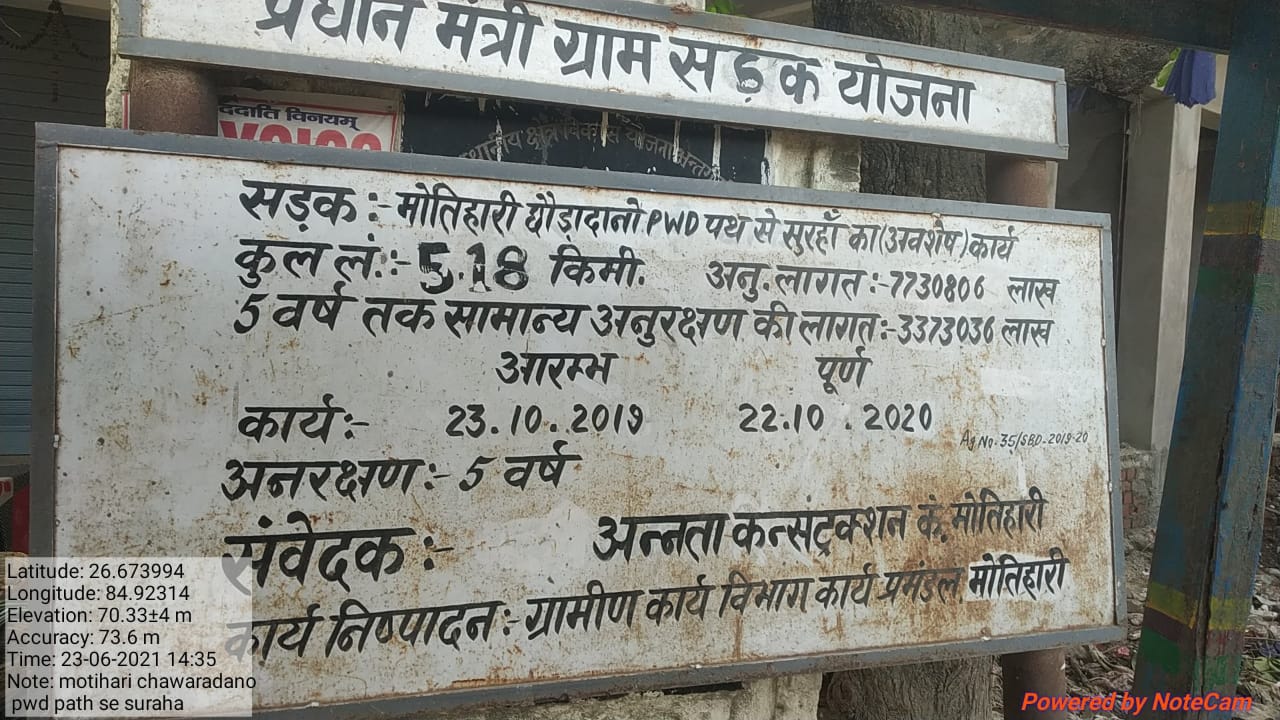 प्रधान मंत्री ग्राम सड़क योजना
ददाति विनयम्
स्थानीय क्षेत्र विकास योजना अन्तर्गत
सड़क:- मोतिहारी छौड़ादानो PWD पथ से सुरहाँ का (अवशेष) कार्य
कुल लं.:- 5.18 किमी. अनु. लागत:- 7730806 लाख
5 वर्ष तक सामान्य अनुरक्षण की लागत:- 3373036 लाख
आरम्भ पूर्ण
कार्य:- 23.10.2019 22.10.2020
Ag No. 35/SBD-2019-20
अनरक्षण:- 5 वर्ष
संवेदक:- अन्नता कन्सट्रक्शन कं. मोतिहारी
कार्य निष्पादन:- ग्रामीण कार्य विभाग कार्य प्रमंडल, मोतिहारी
Latitude: 26.673994
Longitude: 84.92314
Elevation: 70.33±4 m
Accuracy: 73.6 m
Time: 23-06-2021 14:35
Note: motihari chawaradano
pwd path se suraha
Powered by NoteCam